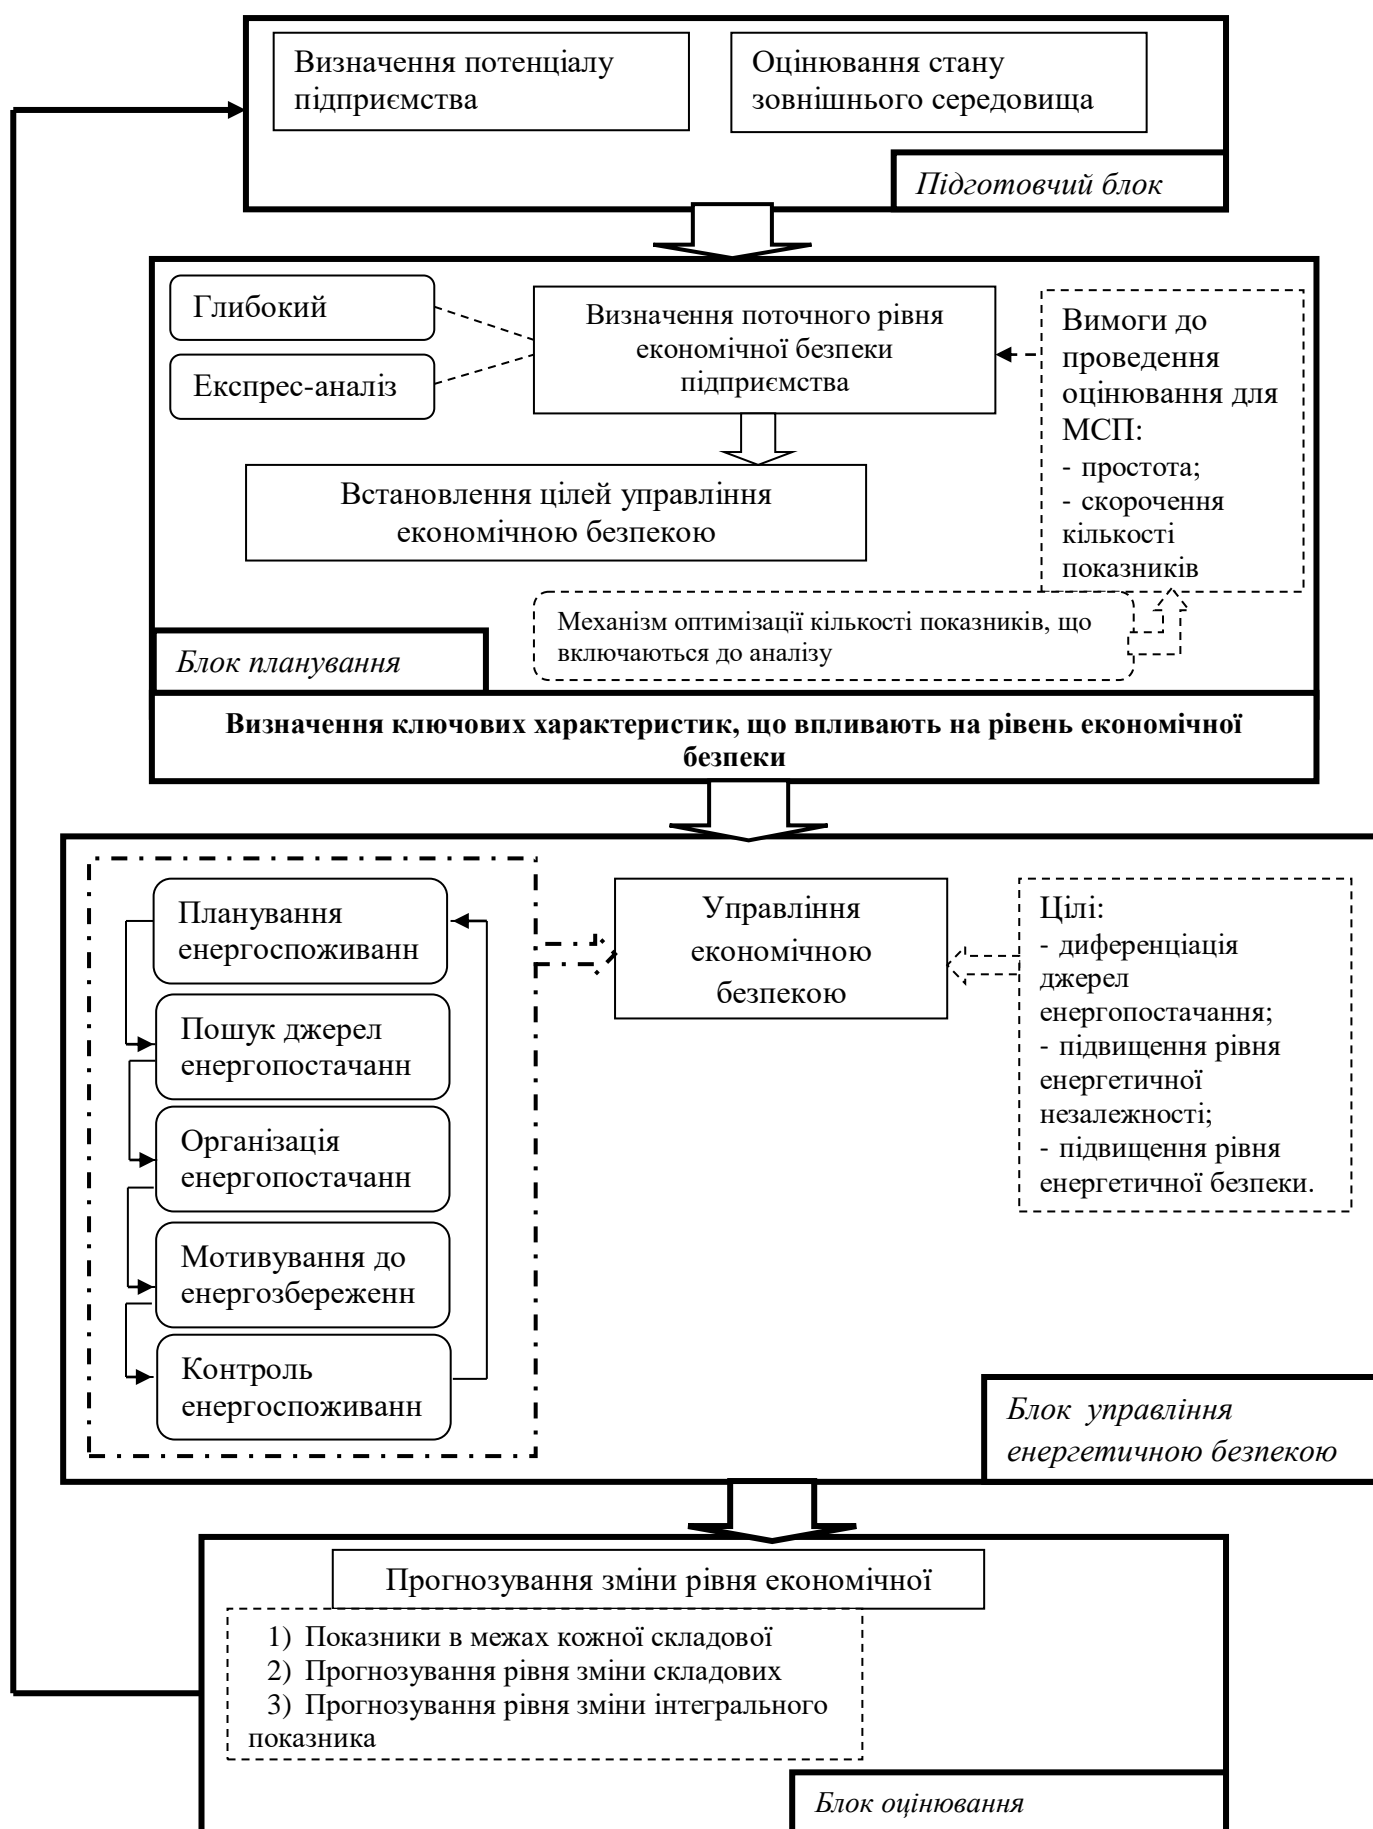 Визначення потенціалу
підприємства
Оцінювання стану
зовнішнього середовища
Підготовчий блок
Глибокий
Експрес-аналіз
Визначення поточного рівня
економічної безпеки
підприємства
Вимоги до
проведення
оцінювання для
МСП:
- простота;
- скорочення
кількості
показників
Встановлення цілей управління
економічною безпекою
Механізм оптимізації кількості показників, що
включаються до аналізу
Блок планування
Визначення ключових характеристик, що впливають на рівень економічної
безпеки
Планування
енергоспоживанн
Пошук джерел
енергопостачанн
Організація
енергопостачанн
Мотивування до
енергозбереженн
Контроль
енергоспоживанн
Управління
економічною
безпекою
Цілі:
- диференціація
джерел
енергопостачання;
- підвищення рівня
енергетичної
незалежності;
- підвищення рівня
енергетичної безпеки.
Блок управління
енергетичною безпекою
Прогнозування зміни рівня економічної
1) Показники в межах кожної складової
2) Прогнозування рівня зміни складових
3) Прогнозування рівня зміни інтегрального
показника
Блок оцінювання